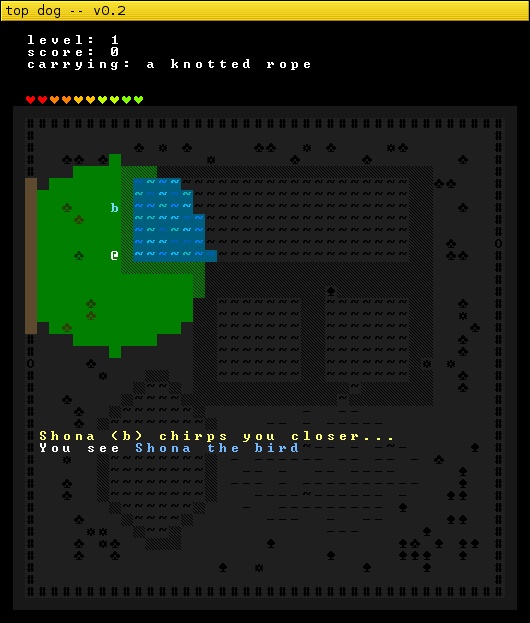 top dog -- v0.2
level: 1
score: 0
carrying: a knotted rope
b
@
Shona (b) chirps you closer...
You see Shona the bird